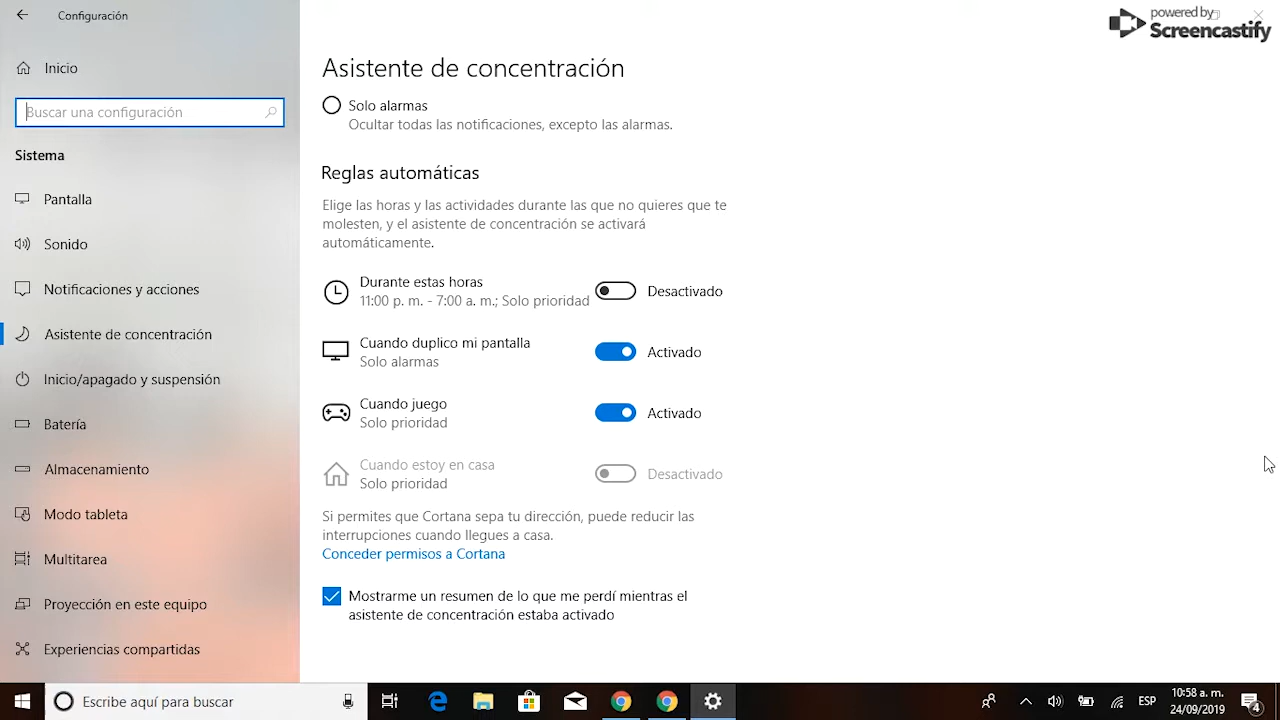 Configuración
powered by
Screencastify
Inicio
Buscar una configuración
Sistema
Pantalla
Sonido
Notificaciones y acciones
Asistente de concentración
Inicio/apagado y suspensión
Batería
Almacenamiento
Modo tableta
Multitarea
Proyección en este equipo
Experiencias compartidas
Asistente de concentración
Solo alarmas
Ocultar todas las notificaciones, excepto las alarmas.
Reglas automáticas
Elige las horas y las actividades durante las que no quieres que te
molesten, y el asistente de concentración se activará
automáticamente.
Durante estas horas
11:00 p. m. - 7:00 a. m.; Solo prioridad
Desactivado
Cuando duplico mi pantalla
Solo alarmas
Activado
Cuando juego
Solo prioridad
Activado
Cuando estoy en casa
Solo prioridad
Desactivado
Si permites que Cortana sepa tu dirección, puede reducir las
interrupciones cuando llegues a casa.
Conceder permisos a Cortana
Mostrarme un resumen de lo que me perdí mientras el
asistente de concentración estaba activado
Escribe aquí para buscar
ESP
10:58 a. m.
24/09/2019
4